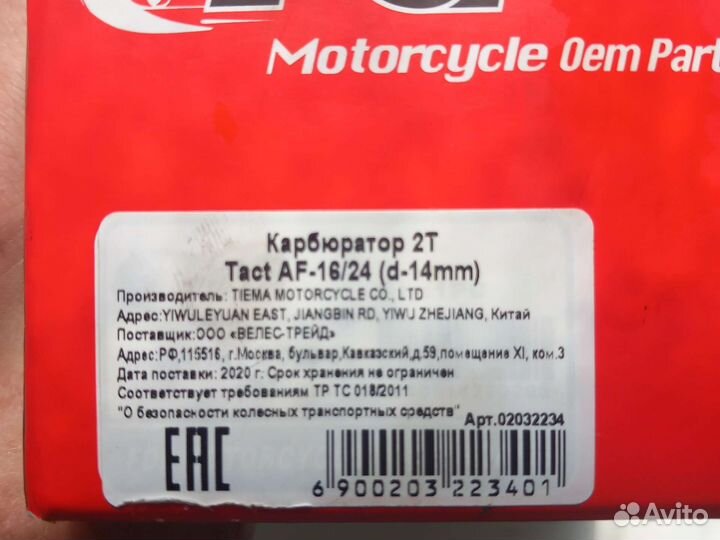 Motorcycle Oem Part
Карбюратор 2Т
Tact AF-16/24 (d-14mm)
Производитель: TIEMA MOTORCYCLE CO., LTD
Адрес:YIWULEYUAN EAST, JIANGBIN RD, YIWU ZHEJIANG, Китай
Поставщик:ООО «ВЕЛЕС-ТРЕЙД»
Адрес:РФ,115516, г.Москва, бульвар,Кавказский,д.59,помещение XI, ком.3
Дата поставки: 2020 г. Срок хранения не ограничен
Соответствует требованиям ТР ТС 018/2011
"О безопасности колесных транспортных средств"
Арт.02032234
EAC
6 900203 223401
Avito